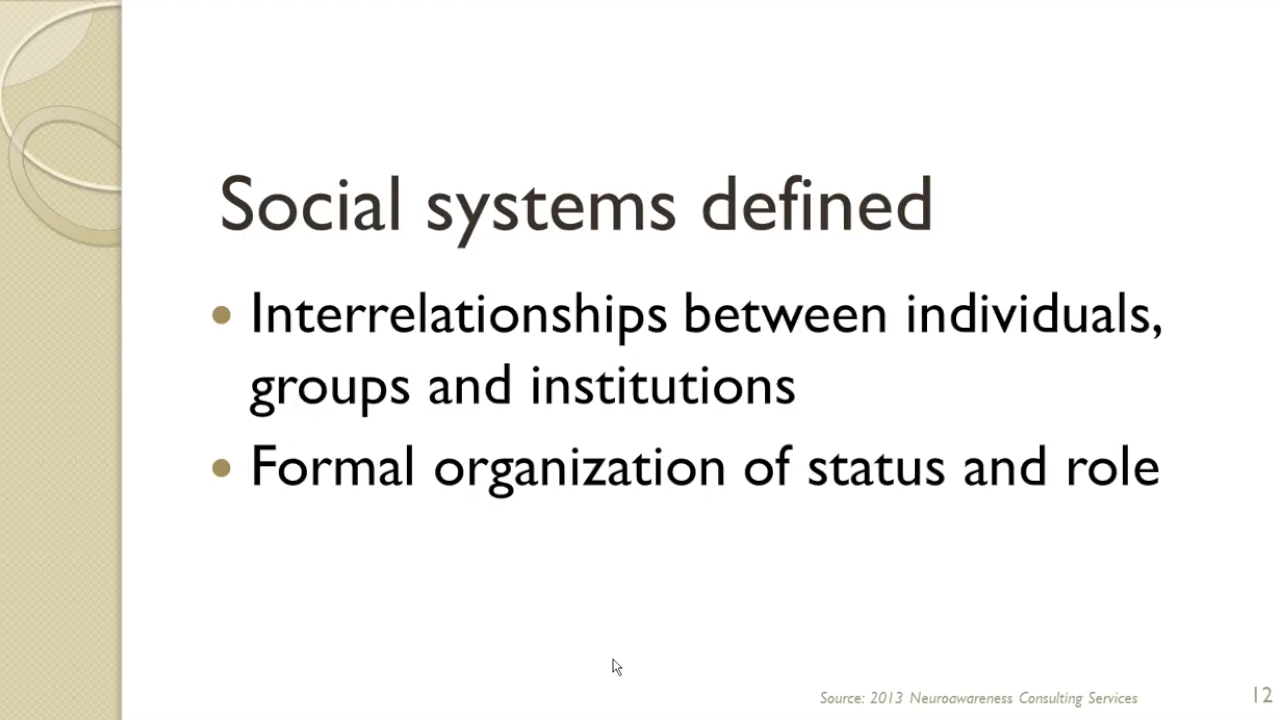 Social systems defined
• Interrelationships between individuals,
groups and institutions
• Formal organization of status and role
Source: 2013 Neuroawareness Consulting Services
12